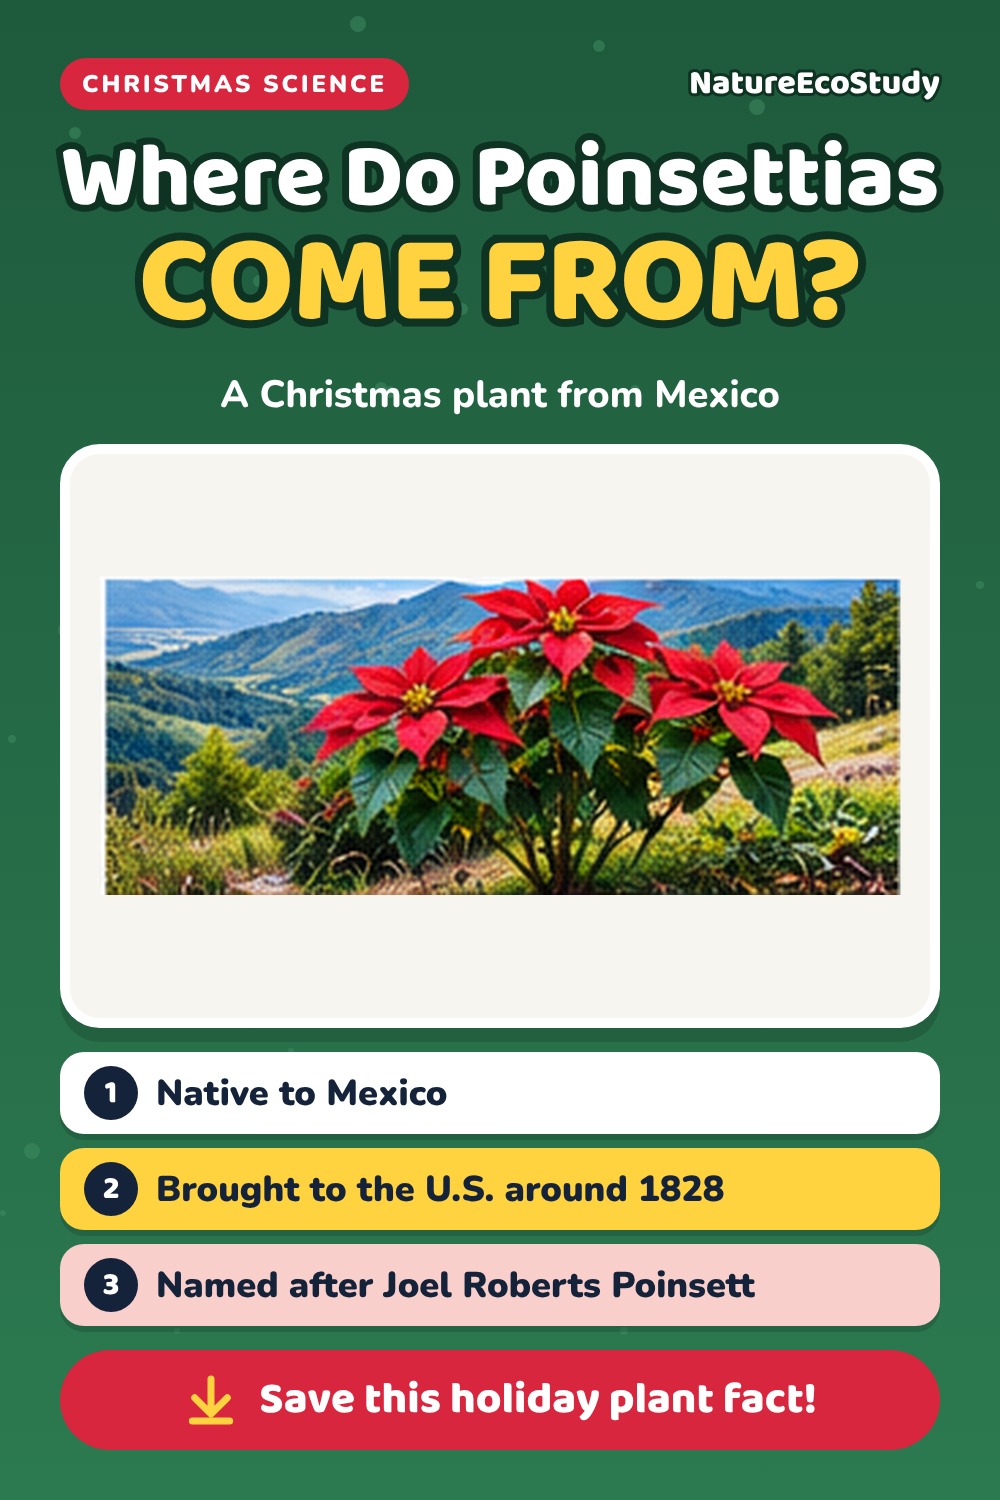 CHRISTMAS SCIENCE
NatureEcoStudy
Where Do Poinsettias
COME FROM?
A Christmas plant from Mexico
1 Native to Mexico
2 Brought to the U.S. around 1828
3 Named after Joel Roberts Poinsett
Save this holiday plant fact!